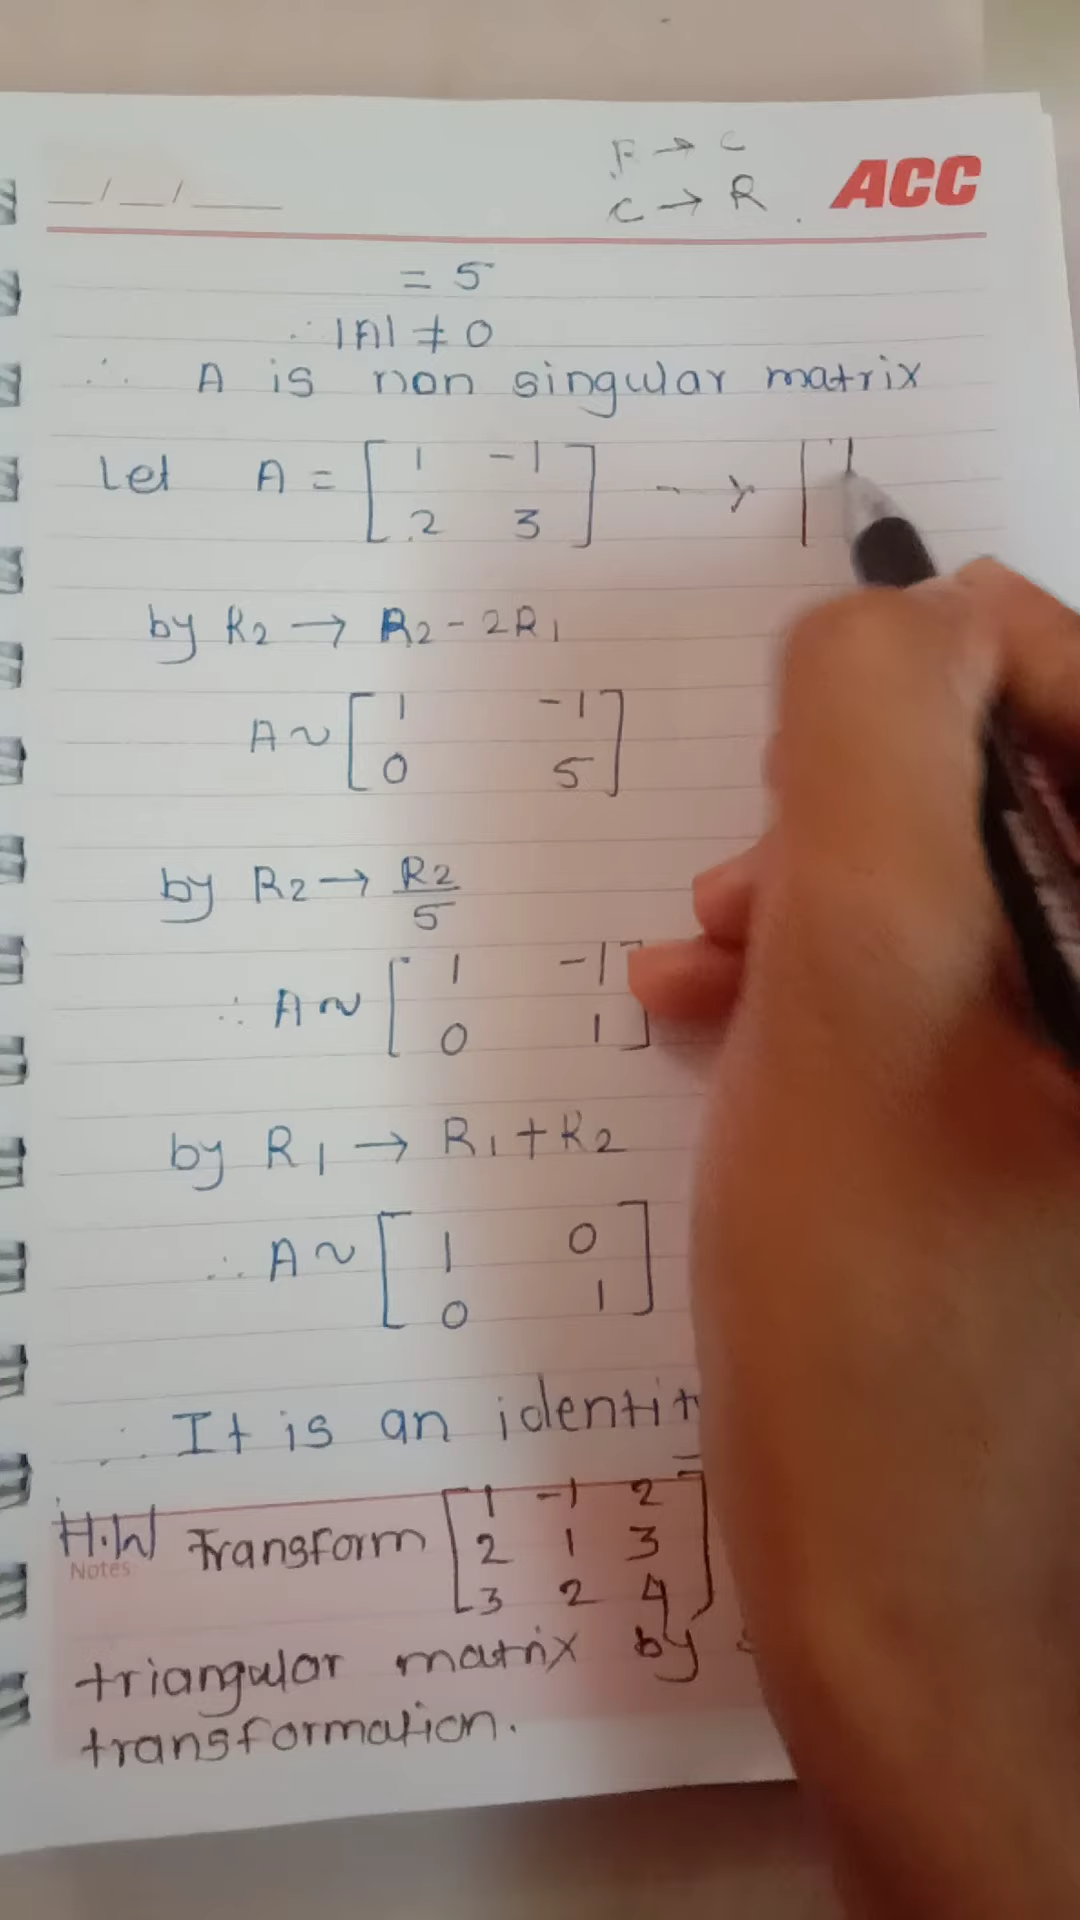 R → C
C → R
ACC
= 5
∴ |A| ≠ 0
∴ A is non singular matrix
Let A = [ 1 -1
2 3 ] - →
by R2 → R2 - 2R1
A ~ [ 1 -1
0 5 ]
by R2 → R2/5
∴ A ~ [ 1 -1
0 1 ]
by R1 → R1 + R2
∴ A ~ [ 1 0
0 1 ]
∴ It is an
H.W Transform [ 1 -1 2
2 1 3
3 2 4 ]
Notes
triangular matrix by
transformation.